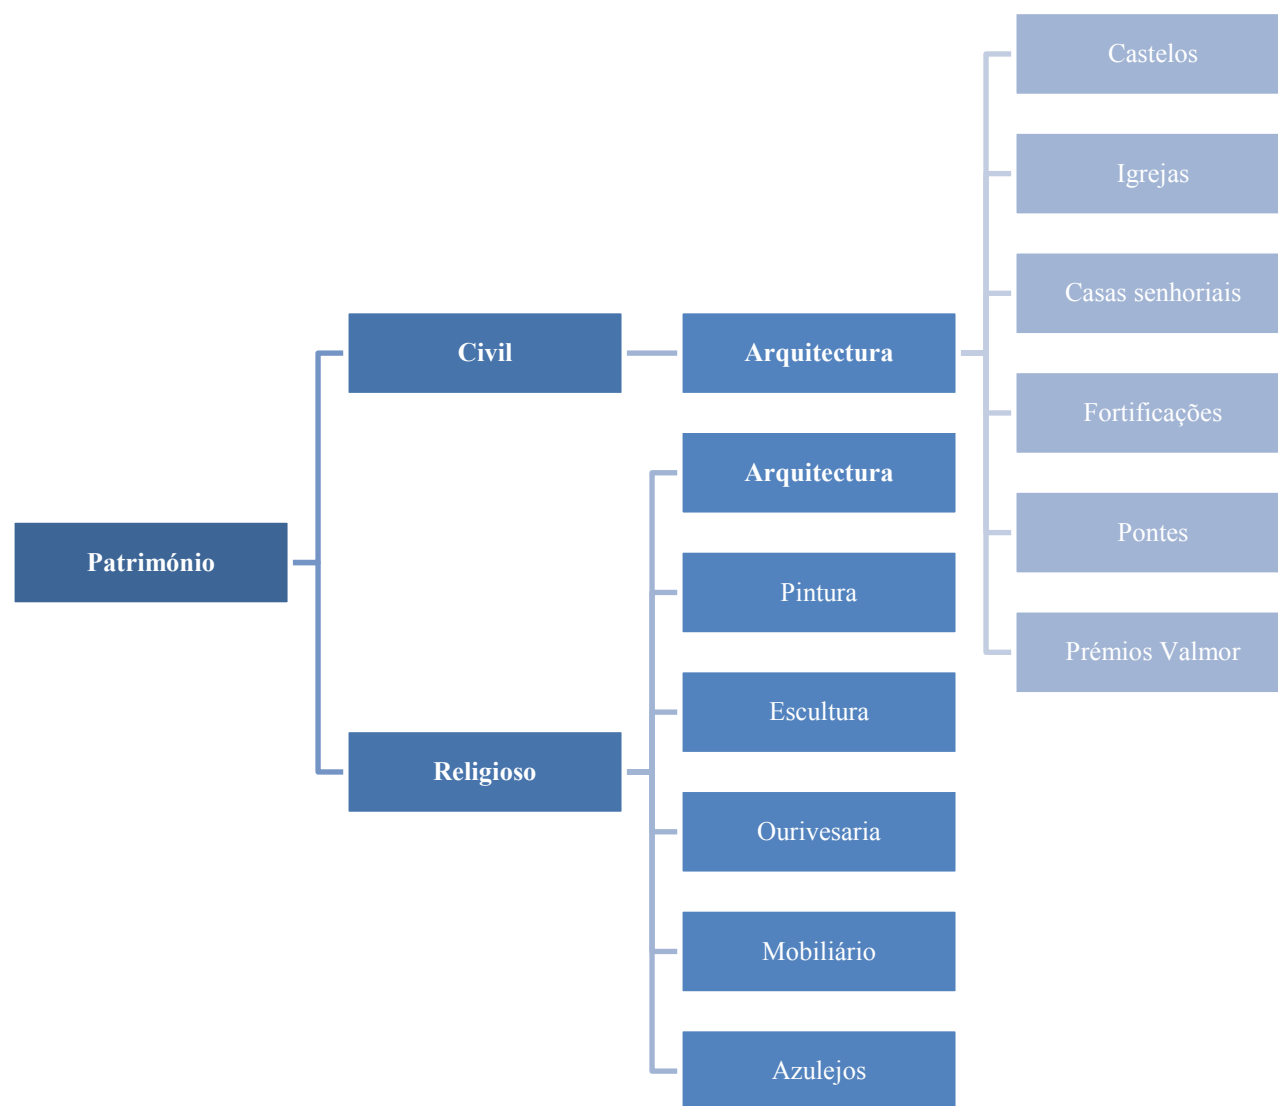 Património
Civil
Arquitectura
Castelos
Igrejas
Casas senhoriais
Fortificações
Pontes
Prémios Valmor
Religioso
Arquitectura
Pintura
Escultura
Ourivesaria
Mobiliário
Azulejos